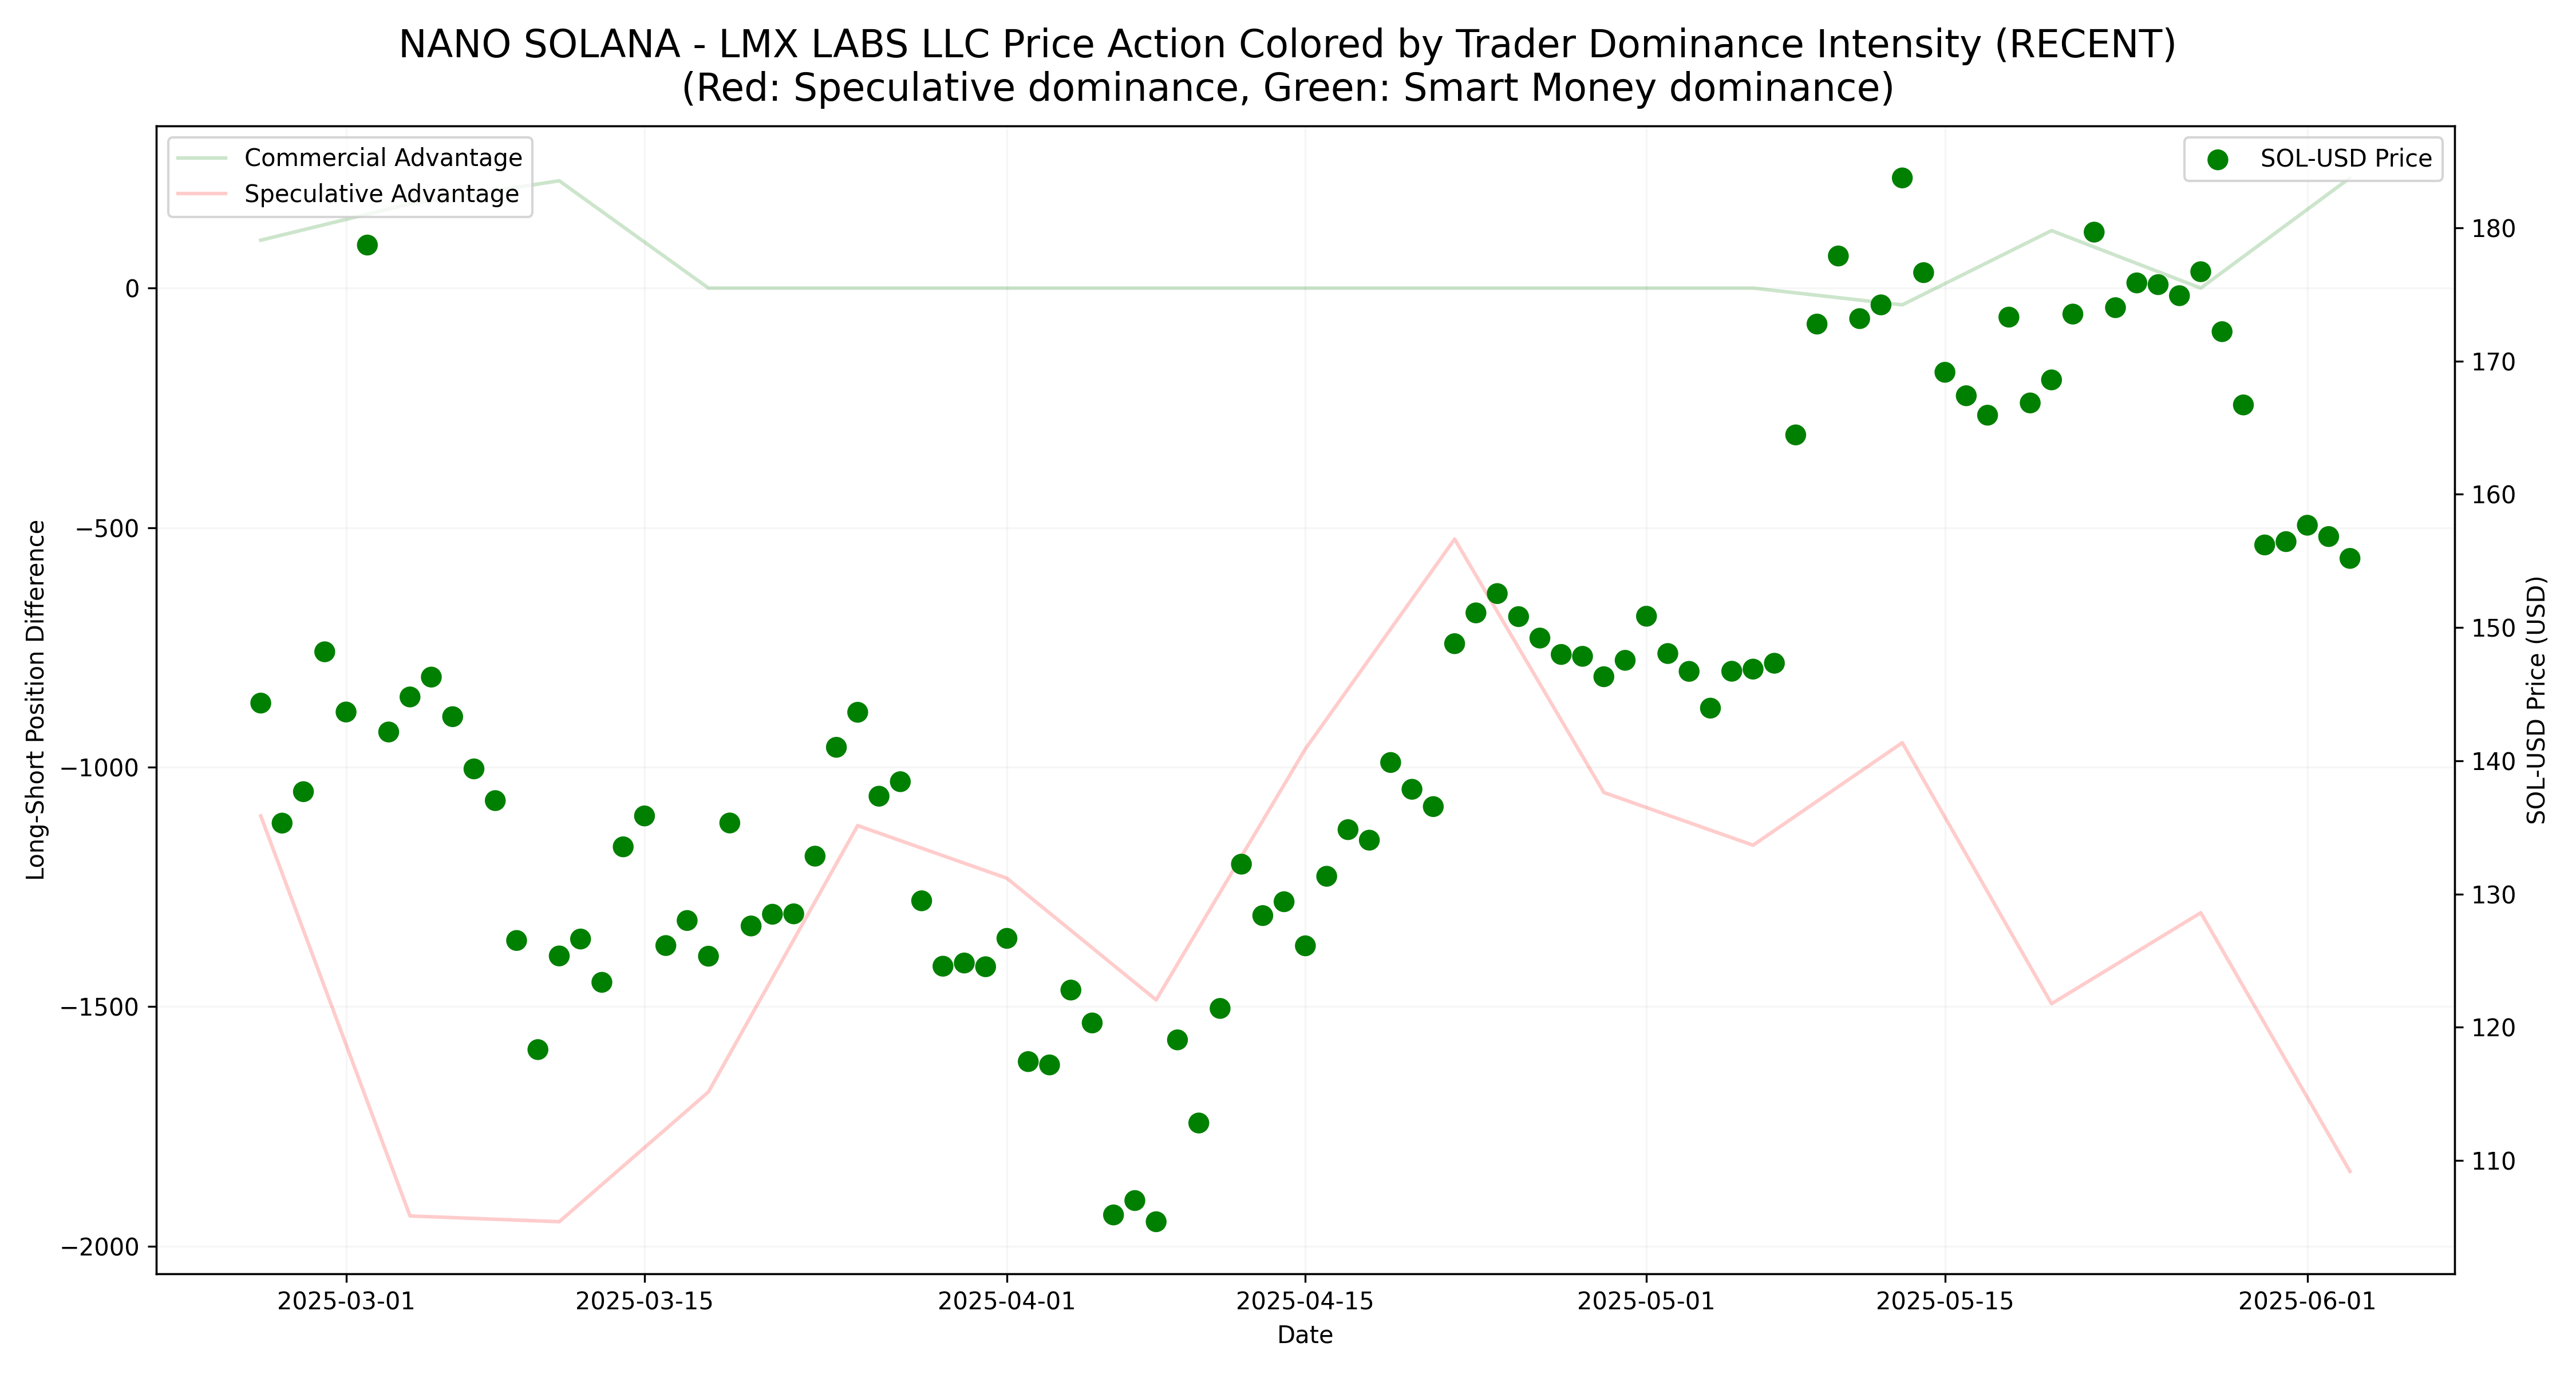 NANO SOLANA - LMX LABS LLC Price Action Colored by Trader Dominance Intensity (RECENT)
(Red: Speculative dominance, Green: Smart Money dominance)
Commercial Advantage
Speculative Advantage
SOL-USD Price
Long-Short Position Difference
0
−500
−1000
−1500
−2000
180
170
160
150
140
130
120
110
SOL-USD Price (USD)
2025-03-01
2025-03-15
2025-04-01
2025-04-15
2025-05-01
2025-05-15
2025-06-01
Date